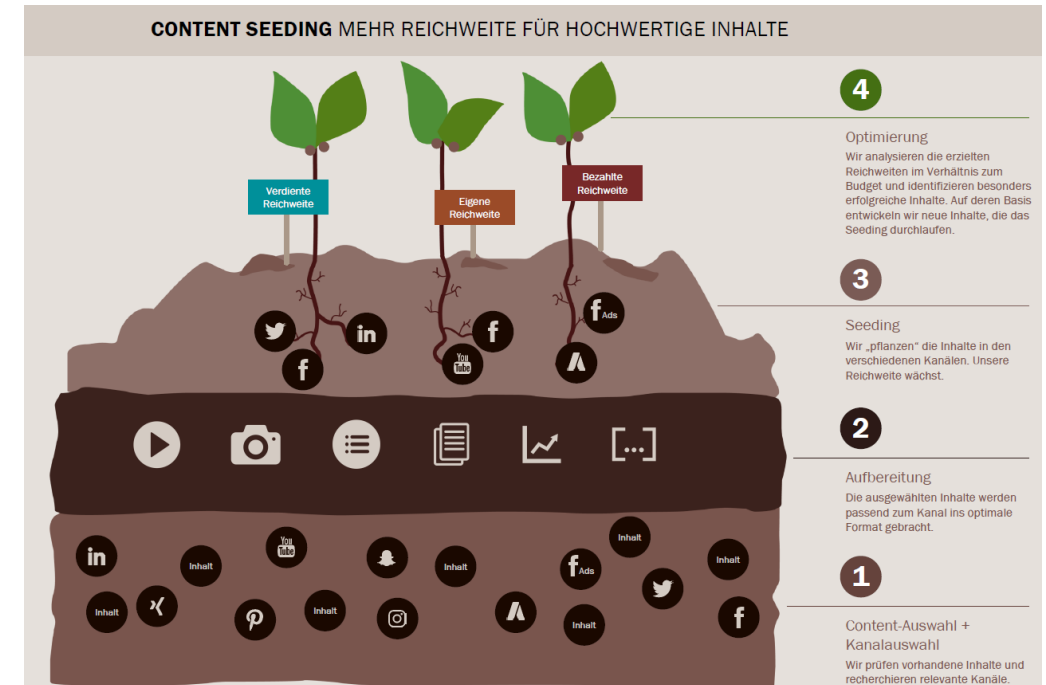 CONTENT SEEDING MEHR REICHWEITE FÜR HOCHWERTIGE INHALTE
4
Optimierung
Wir analysieren die erzielten
Reichweiten im Verhältnis zum
Budget und identifizieren besonders
erfolgreiche Inhalte. Auf deren Basis
entwickeln wir neue Inhalte, die das
Seeding durchlaufen.
Verdiente
Reichweite
Eigene
Reichweite
Bezahlte
Reichweite
3
Seeding
Wir „pflanzen“ die Inhalte in den
verschiedenen Kanälen. Unsere
Reichweite wächst.
in
f
You
Tube
f
f Ads
2
Aufbereitung
Die ausgewählten Inhalte werden
passend zum Kanal ins optimale
Format gebracht.
[...]
1
Content-Auswahl +
Kanalauswahl
Wir prüfen vorhandene Inhalte und
recherchieren relevante Kanäle.
in
Inhalt
You
Tube
Inhalt
f Ads
Inhalt
Inhalt
Inhalt
Inhalt
Inhalt
f